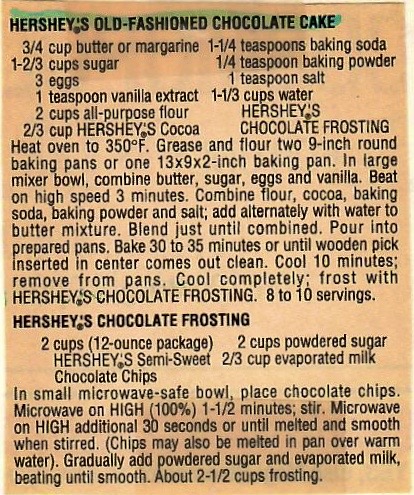 HERSHEY'S® OLD-FASHIONED CHOCOLATE CAKE
3/4 cup butter or margarine 1-1/4 teaspoons baking soda
1-2/3 cups sugar 1/4 teaspoon baking powder
3 eggs 1 teaspoon salt
1 teaspoon vanilla extract 1-1/3 cups water
2 cups all-purpose flour HERSHEY'S
2/3 cup HERSHEY'S® Cocoa CHOCOLATE FROSTING
Heat oven to 350°F. Grease and flour two 9-inch round
baking pans or one 13x9x2-inch baking pan. In large
mixer bowl, combine butter, sugar, eggs and vanilla. Beat
on high speed 3 minutes. Combine flour, cocoa, baking
soda, baking powder and salt; add alternately with water to
butter mixture. Blend just until combined. Pour into
prepared pans. Bake 30 to 35 minutes or until wooden pick
inserted in center comes out clean. Cool 10 minutes;
remove from pans. Cool completely; frost with
HERSHEY'S® CHOCOLATE FROSTING. 8 to 10 servings.
HERSHEY'S® CHOCOLATE FROSTING
2 cups (12-ounce package) 2 cups powdered sugar
HERSHEY'S® Semi-Sweet 2/3 cup evaporated milk
Chocolate Chips
In small microwave-safe bowl, place chocolate chips.
Microwave on HIGH (100%) 1-1/2 minutes; stir. Microwave
on HIGH additional 30 seconds or until melted and smooth
when stirred. (Chips may also be melted in pan over warm
water). Gradually add powdered sugar and evaporated milk,
beating until smooth. About 2-1/2 cups frosting.